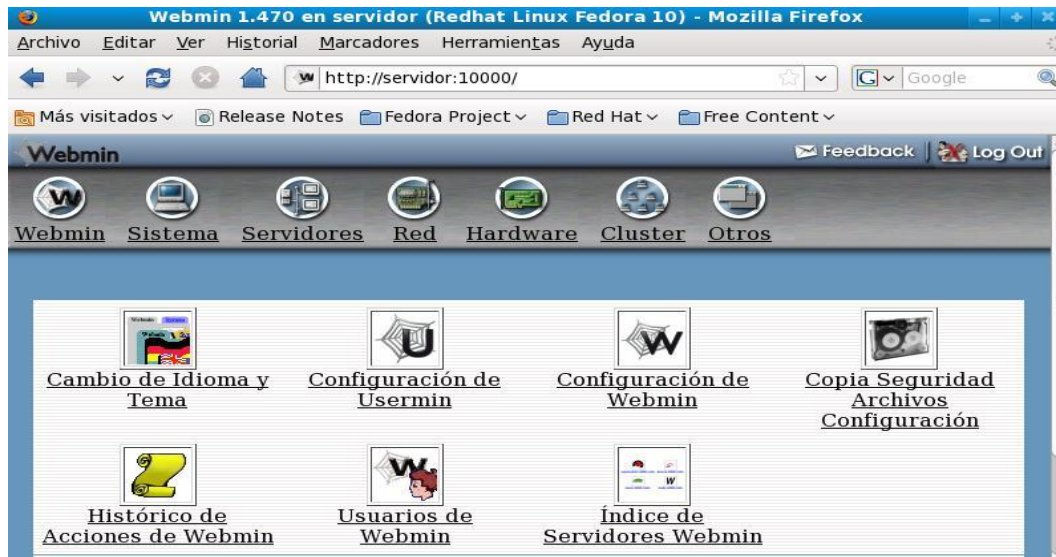 Webmin 1.470 en servidor (Redhat Linux Fedora 10) - Mozilla Firefox
Archivo Editar Ver Historial Marcadores Herramientas Ayuda
http://servidor:10000/ G Google
Más visitados Release Notes Fedora Project Red Hat Free Content
Webmin Feedback Log Out
Webmin Sistema Servidores Red Hardware Cluster Otros
Cambio de Idioma y
Tema
Configuración de
Usermin
Configuración de
Webmin
Copia Seguridad
Archivos
Configuración
Histórico de
Acciones de Webmin
Usuarios de
Webmin
Índice de
Servidores Webmin